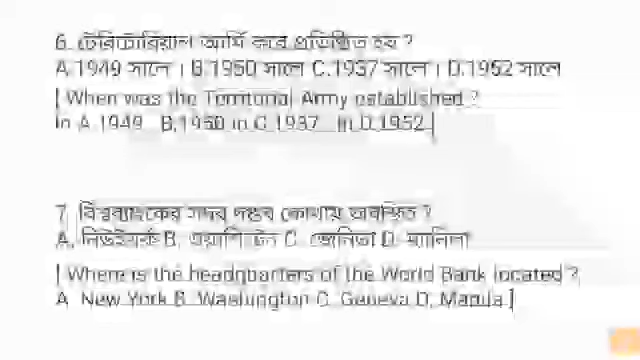 6. টেরিটোরিয়াল আর্মি কবে প্রতিষ্ঠিত হয় ?
A.1949 সালে । B.1950 সালে C.1937 সালে । D.1952 সালে
[ When was the Territorial Army established ?
In A.1949 B.1950 in C.1937 In D.1952.]
7. বিশ্বব্যাংকের সদর দপ্তর কোথায় অবস্থিত ?
A. নিউইয়র্ক B. ওয়াশিংটন C. জেনিভা D. ম্যানিলা
[ Where is the headquarters of the World Bank located ?
A. New York B. Washington C. Geneva D. Manila ]